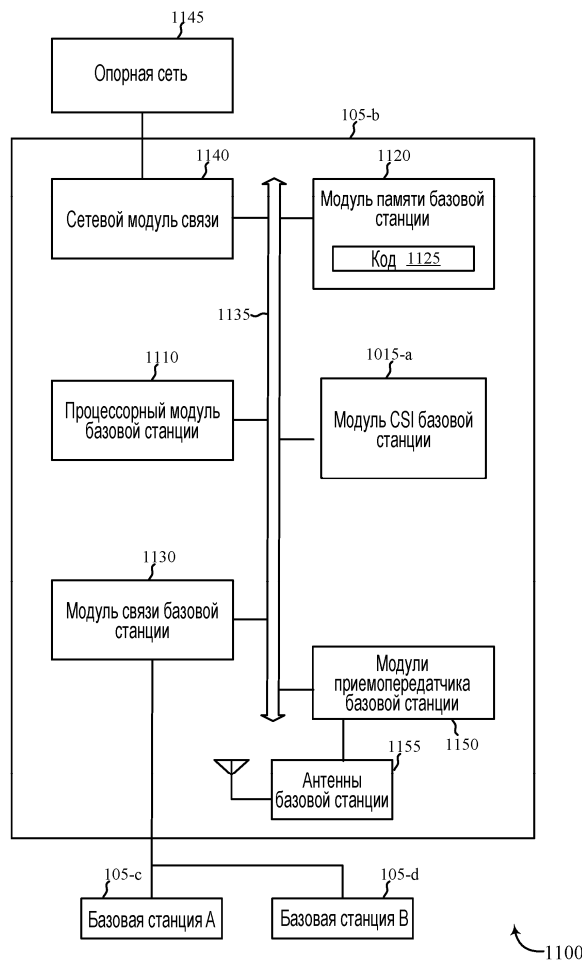 1145
Опорная сеть
105-b
1140
Сетевой модуль связи
1120
Модуль памяти базовой
станции
Код 1125
1135
1110
Процессорный модуль
базовой станции
1015-a
Модуль CSI базовой
станции
1130
Модуль связи базовой
станции
Модули
приемопередатчика
базовой станции
1150
1155
Антенны
базовой станции
105-c
Базовая станция A
105-d
Базовая станция B
1100